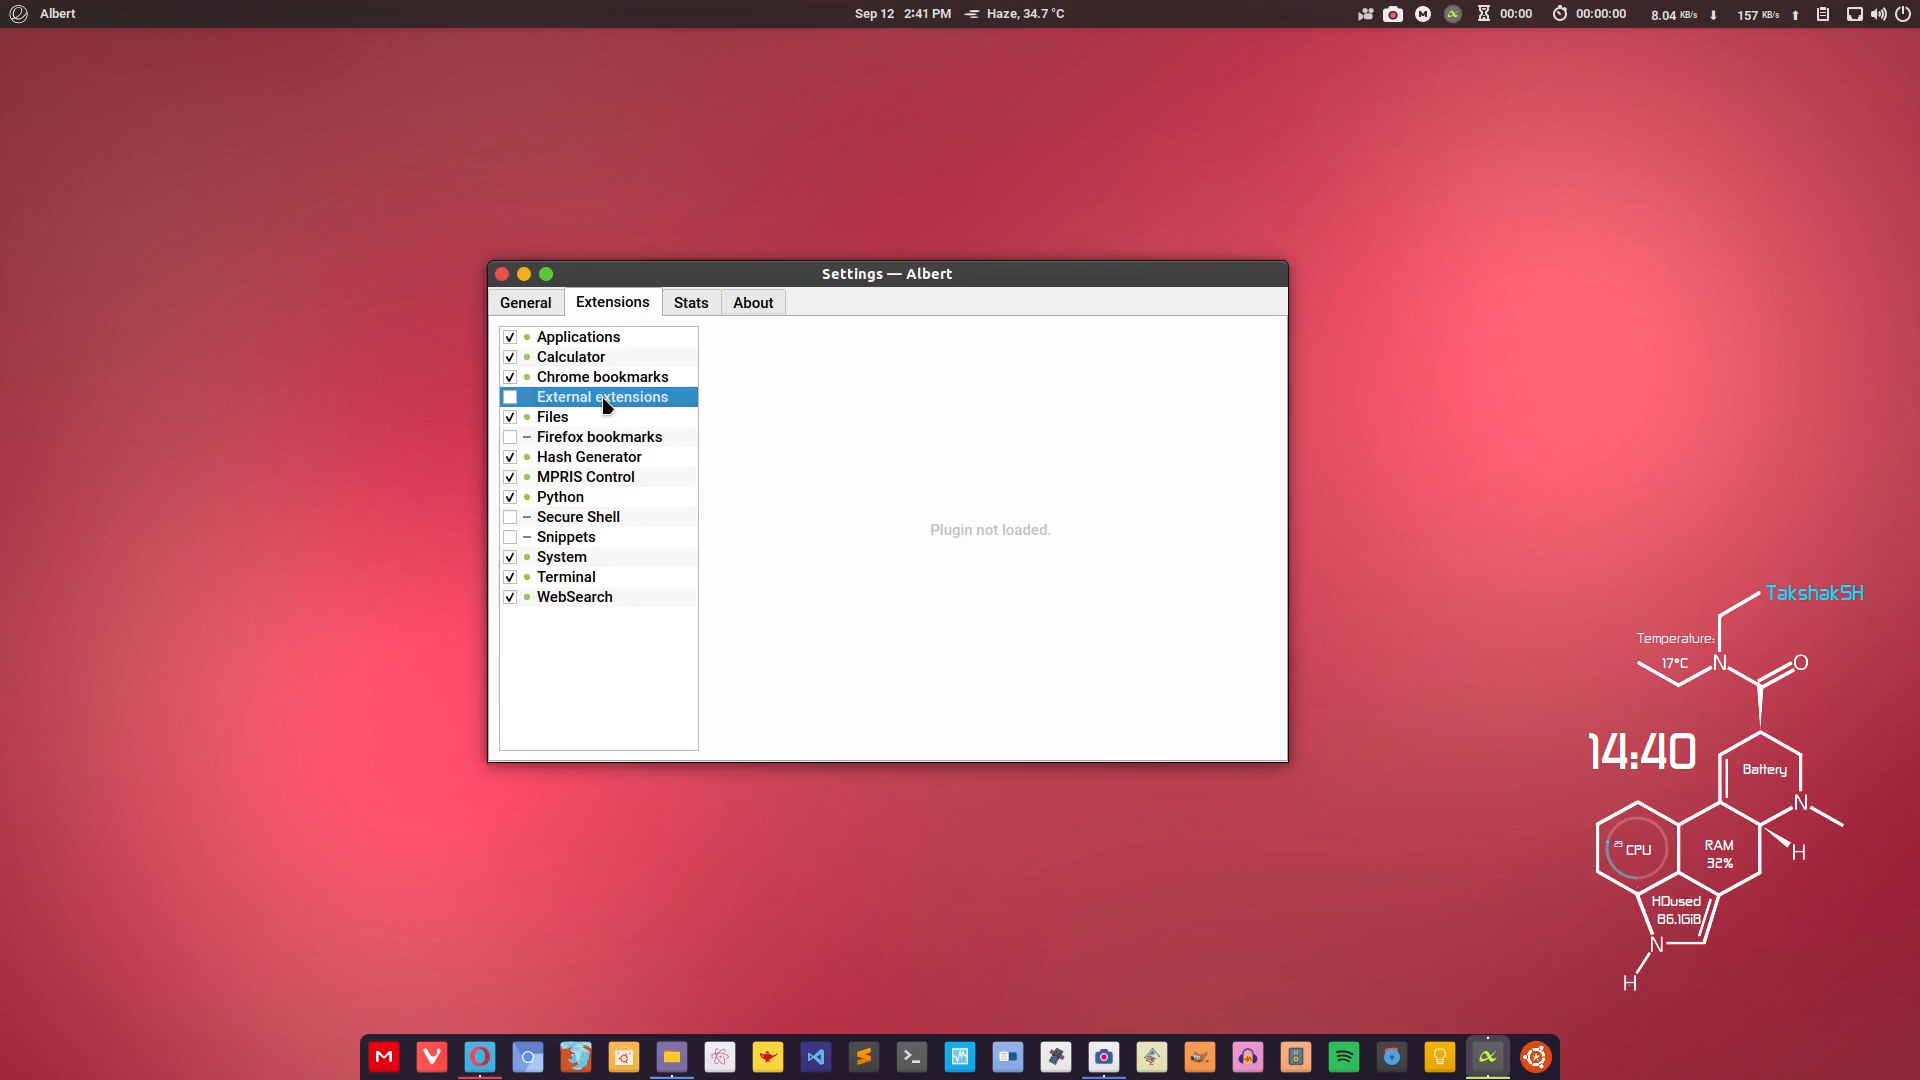 Albert
Sep 12 2:41 PM Haze, 34.7 °C
00:00 00:00:00 8.04 KB/s 157 KB/s
Settings — Albert
General Extensions Stats About
Applications
Calculator
Chrome bookmarks
External extensions
Files
Firefox bookmarks
Hash Generator
MPRIS Control
Python
Secure Shell
Snippets
System
Terminal
WebSearch
Plugin not loaded.
TakshakSH
Temperature:
17°C N O
14:40
Battery
N
29 CPU
RAM
32%
H
HDused
86.1GiB
N
H